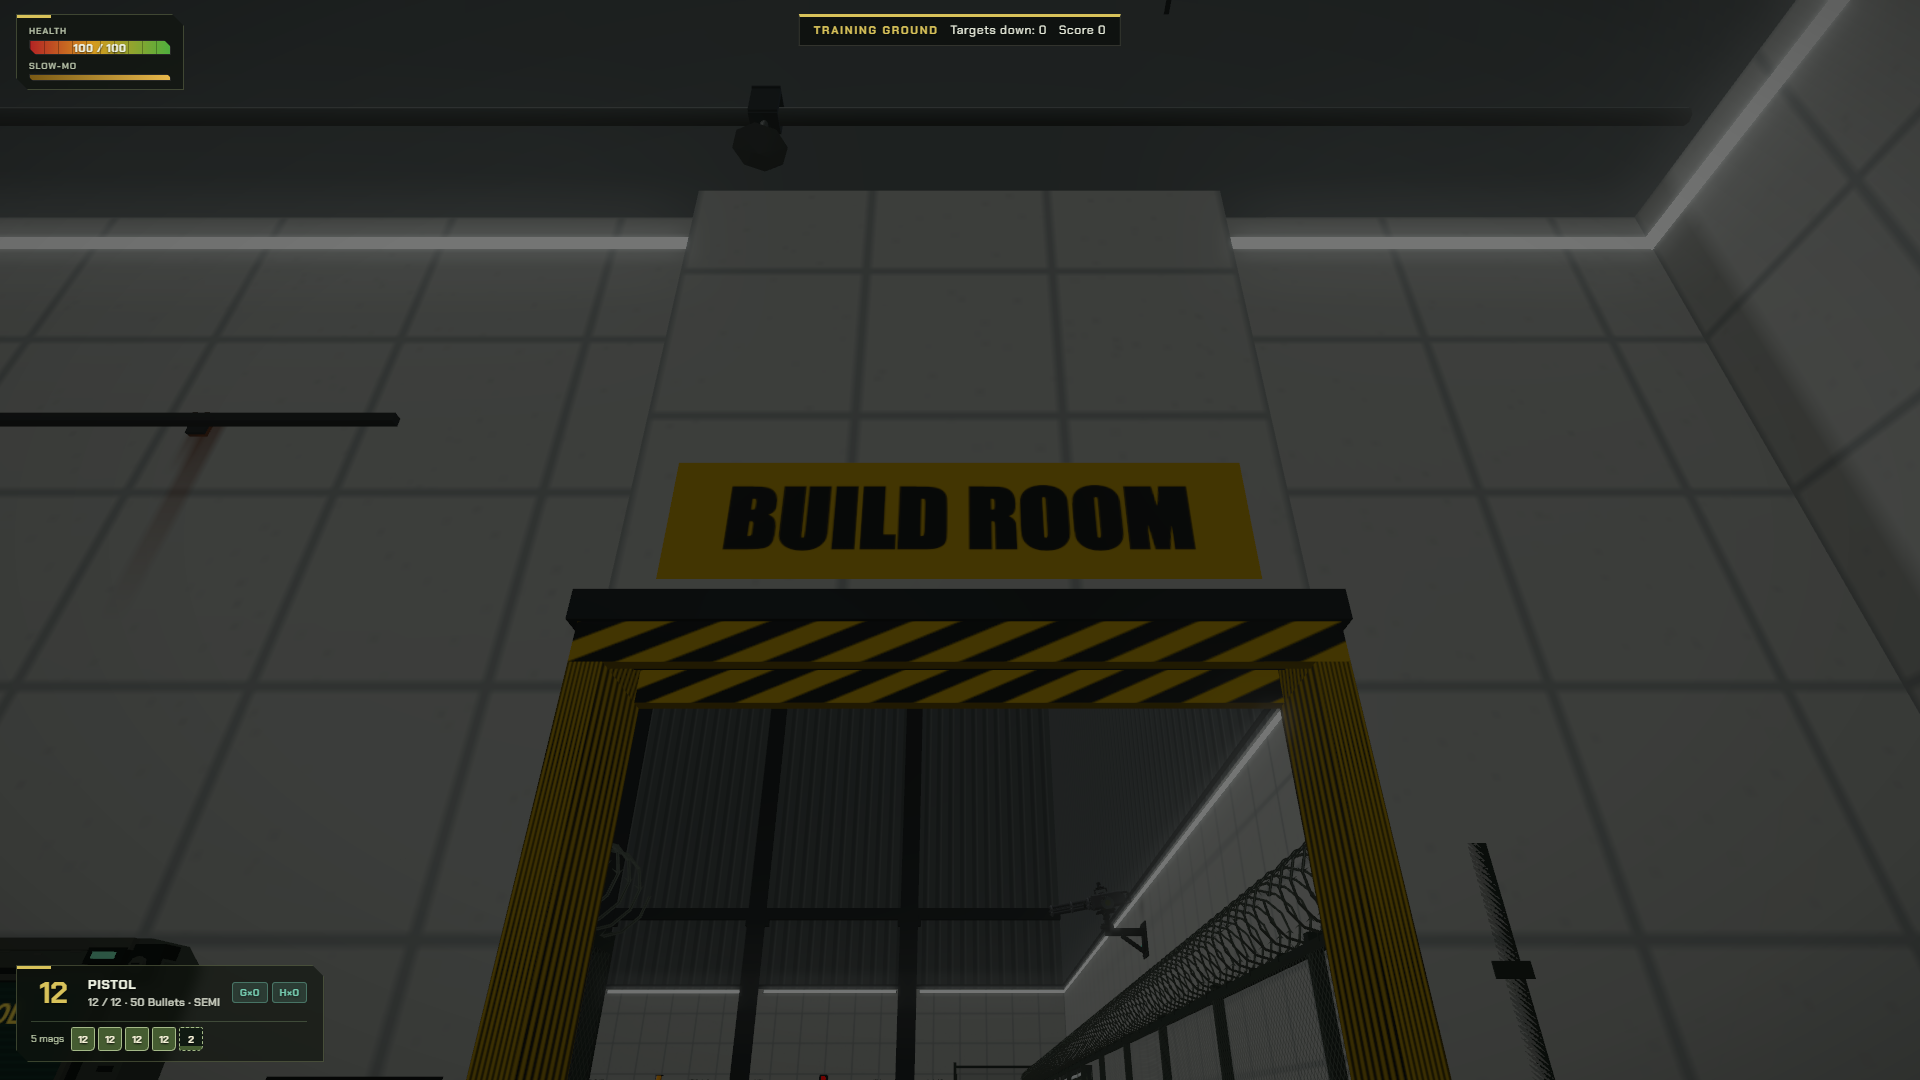 HEALTH
100 / 100
SLOW-MO
TRAINING GROUND Targets down: 0 Score 0
BUILD ROOM
12 PISTOL
12 / 12 · 50 Bullets · SEMI G×0 H×0
5 mags 12 12 12 12 2